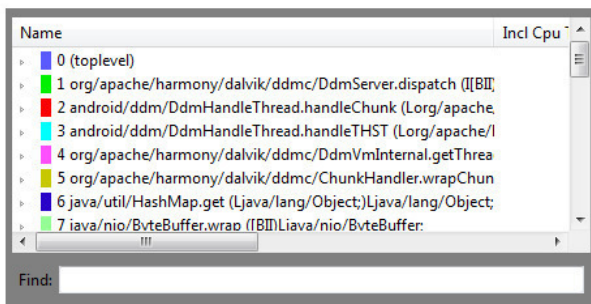 Name Incl Cpu
0 (toplevel)
1 org/apache/harmony/dalvik/ddmc/DdmServer.dispatch (I[BII)
2 android/ddm/DdmHandleThread.handleChunk (Lorg/apache,
3 android/ddm/DdmHandleThread.handleTHST (Lorg/apache/
4 org/apache/harmony/dalvik/ddmc/DdmVmInternal.getThrea
5 org/apache/harmony/dalvik/ddmc/ChunkHandler.wrapChun
6 java/util/HashMap.get (Ljava/lang/Object;)Ljava/lang/Object;
7 java/nio/ByteBuffer.wrap ([BII)Ljava/nio/ByteBuffer;
Find: